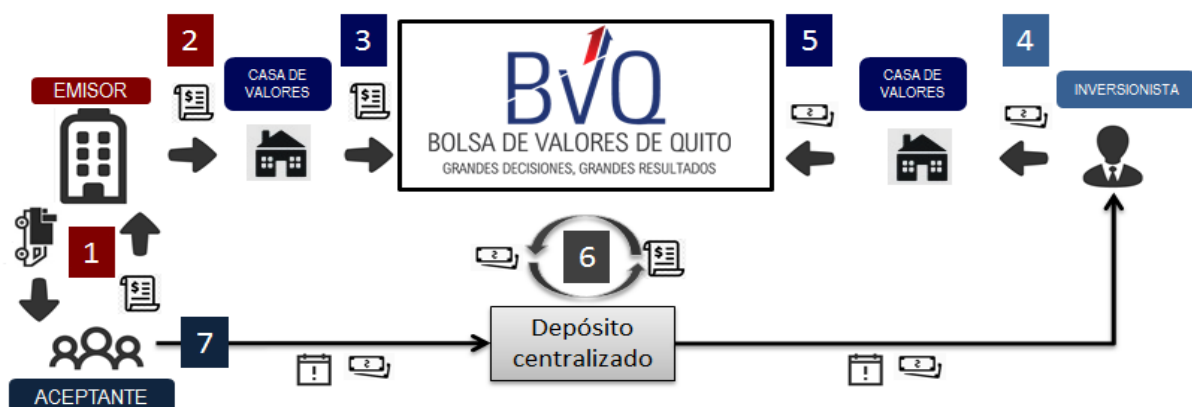 2
3
5
4
EMISOR
CASA DE
VALORES
BVQ
BOLSA DE VALORES DE QUITO
GRANDES DECISIONES, GRANDES RESULTADOS
CASA DE
VALORES
INVERSIONISTA
1
6
7
Depósito
centralizado
ACEPTANTE